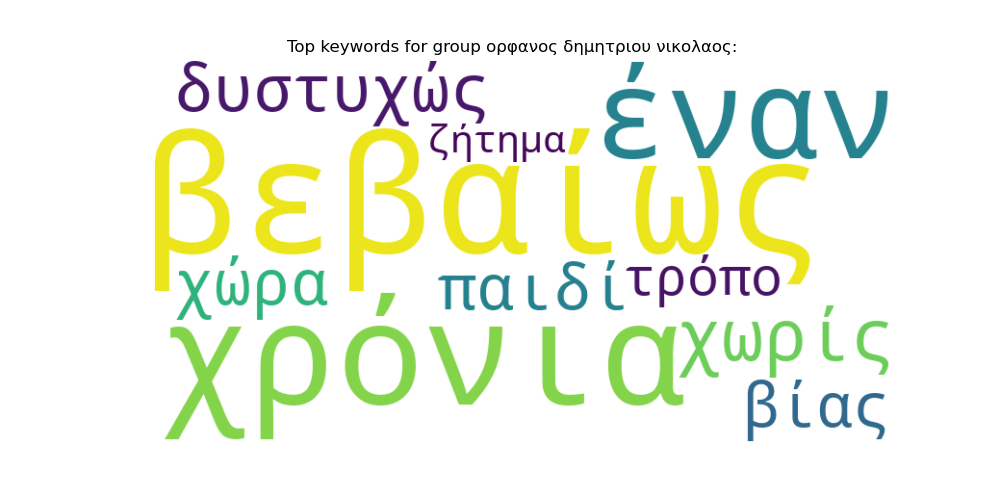 Top keywords for group ορφανος δημητριου νικολαος:
δυστυχώς
έναν
ζήτημα
βεβαίως
χώρα
παιδί
τρόπο
χρόνια
χωρίς
βίας